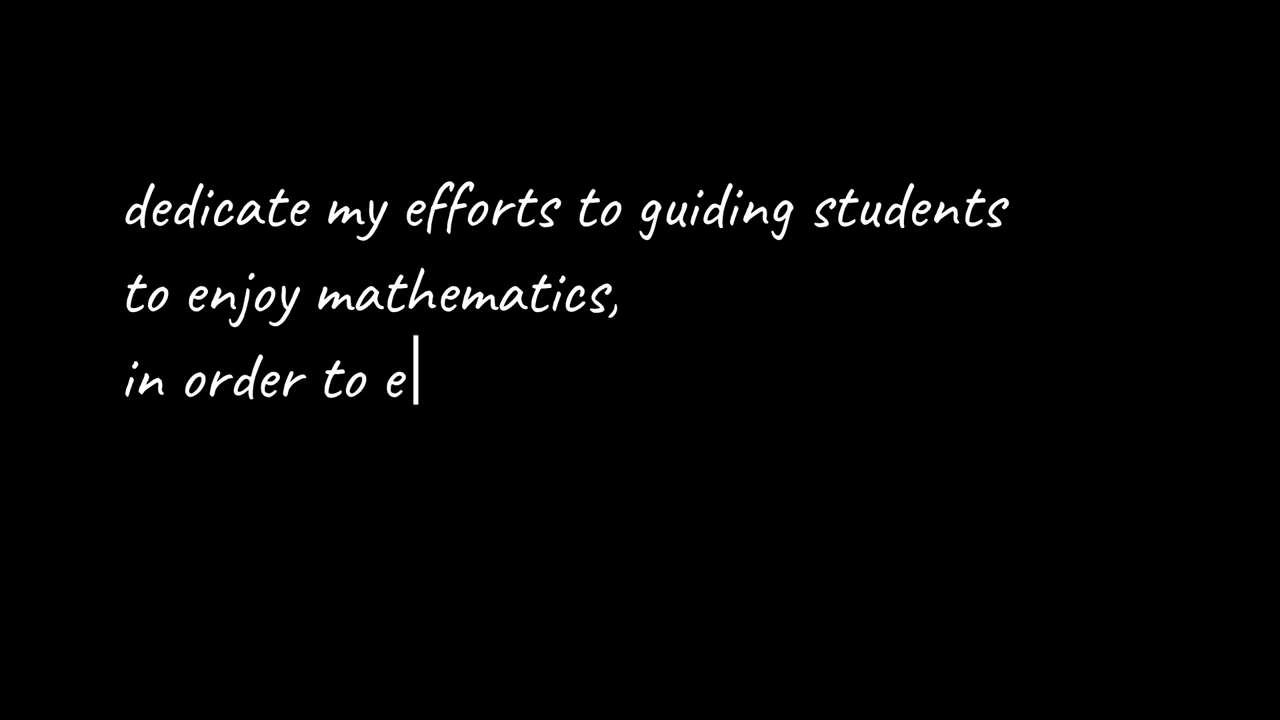 dedicate my efforts to guiding students
to enjoy mathematics,
in order to e